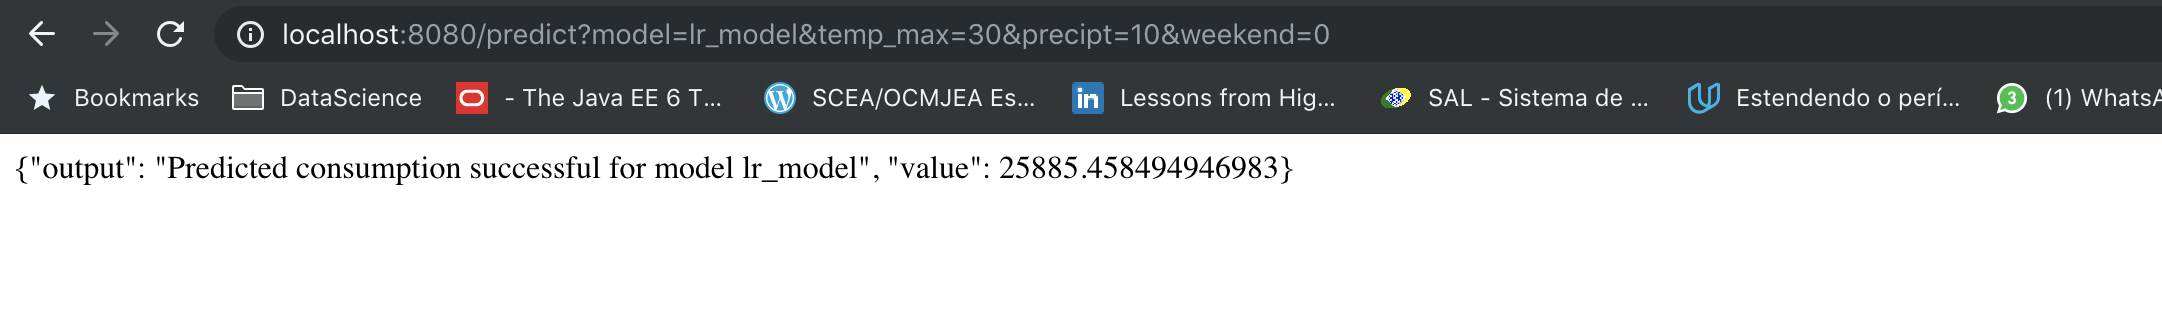 localhost:8080/predict?model=lr_model&temp_max=30&precipt=10&weekend=0
Bookmarks DataScience - The Java EE 6 T... SCEA/OCMJEA Es... in Lessons from Hig... SAL - Sistema de ... Estendendo o perí... 3 (1) WhatsA
{"output": "Predicted consumption successful for model lr_model", "value": 25885.458494946983}